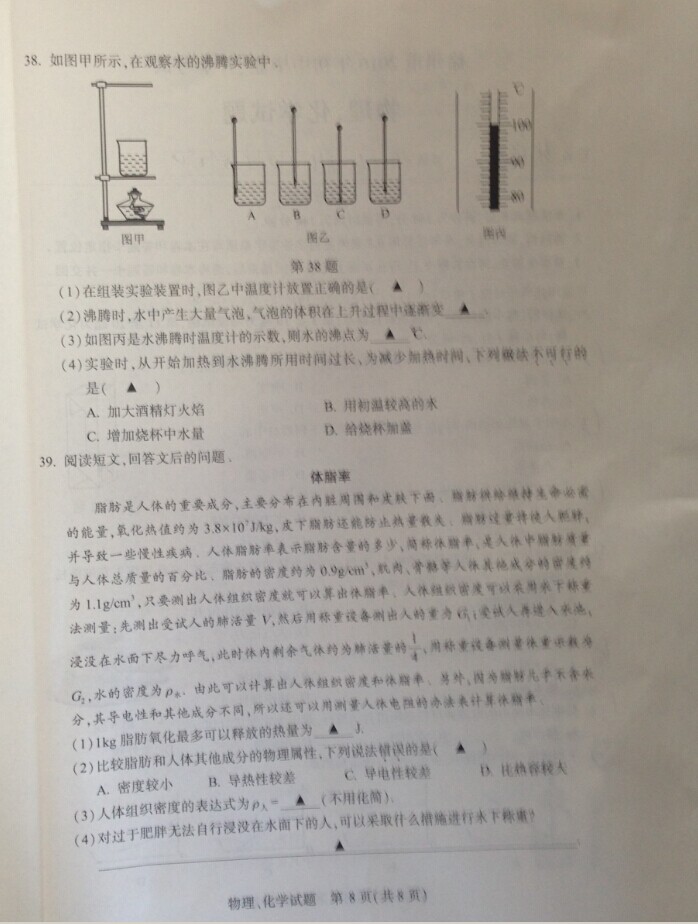 38. 如图甲所示,在观察水的沸腾实验中.
℃
100
90
80
A B C D
图甲
图乙
图丙
第 38 题
(1)在组装实验装置时,图乙中温度计放置正确的是( ▲ )
(2)沸腾时,水中产生大量气泡,气泡的体积在上升过程中逐渐变 ▲ .
(3)如图丙是水沸腾时温度计的示数,则水的沸点为 ▲ ℃.
(4)实验时,从开始加热到水沸腾所用时间过长,为减少加热时间,下列做法不可行的
是( ▲ )
A. 加大酒精灯火焰 B. 用初温较高的水
C. 增加烧杯中水量 D. 给烧杯加盖
39. 阅读短文,回答文后的问题.
体脂率
脂肪是人体的重要成分,主要分布在内脏周围和皮肤下面. 脂肪供给维持生命必需
的能量,氧化热值约为 3.8×10⁷J/kg,皮下脂肪还能防止热量散失. 脂肪过量将使人肥胖,
并导致一些慢性疾病. 人体脂肪率表示脂肪含量的多少,简称体脂率,是人体中脂肪质量
与人体总质量的百分比. 脂肪的密度约为 0.9g/cm³,肌肉、骨骼等人体其他成分的密度约
为 1.1g/cm³,只要测出人体组织密度就可以算出体脂率. 人体组织密度可以采用水下称重
法测量:先测出受试人的肺活量 V,然后用称重设备测出人的重为 G₁;受试人再进入水池,
浸没在水面下尽力呼气,此时体内剩余气体约为肺活量的 1/4,用称重设备测量体重示数为
G₂,水的密度为 ρ水. 由此可以计算出人体组织密度和体脂率. 另外,因为脂肪几乎不含水
分,其导电性和其他成分不同,所以还可以用测量人体电阻的办法来计算体脂率.
(1)1kg 脂肪氧化最多可以释放的热量为 ▲ J.
(2)比较脂肪和人体其他成分的物理属性,下列说法错误的是( ▲ )
A. 密度较小 B. 导热性较差 C. 导电性较差 D. 比热容较大
(3)人体组织密度的表达式为 ρ人= ▲ (不用化简).
(4)对过于肥胖无法自行浸没在水面下的人,可以采取什么措施进行水下称重?
▲
物理、化学试题 第 8 页(共 8 页)